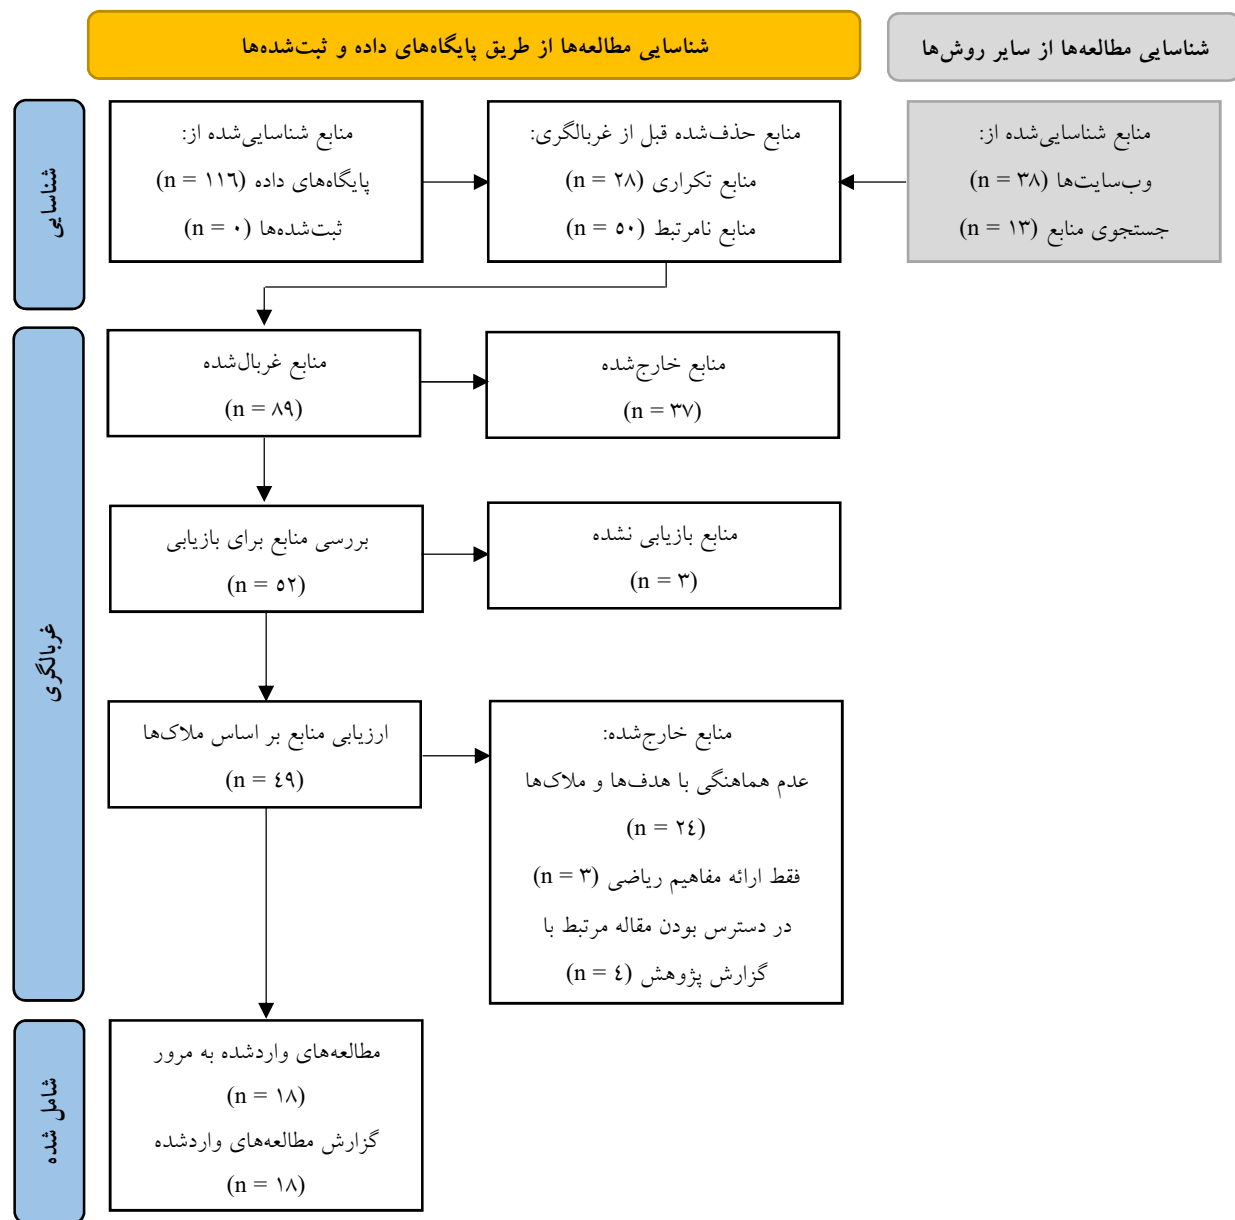 شناسایی مطالعه‌ها از سایر روش‌ها
شناسایی مطالعه‌ها از طریق پایگاه‌های داده و ثبت‌شده‌ها
شناسایی
منابع شناسایی‌شده از:
وب‌سایت‌ها (n = ۳۸)
جستجوی منابع (n = ۱۳)
منابع حذف‌شده قبل از غربالگری:
منابع تکراری (n = ۲۸)
منابع نامرتبط (n = ۵۰)
منابع شناسایی‌شده از:
پایگاه‌های داده (n = ۱۱٦)
ثبت‌شده‌ها (n = ۰)
غربالگری
منابع غربال‌شده
(n = ۸۹)
منابع خارج‌شده
(n = ۳۷)
بررسی منابع برای بازیابی
(n = ٥۲)
منابع بازیابی نشده
(n = ۳)
ارزیابی منابع بر اساس ملاک‌ها
(n = ٤۹)
منابع خارج‌شده:
عدم هماهنگی با هدف‌ها و ملاک‌ها
(n = ۲٤)
فقط ارائه مفاهیم ریاضی (n = ۳)
در دسترس بودن مقاله مرتبط با
گزارش پژوهش (n = ٤)
شامل شده
مطالعه‌های واردشده به مرور
(n = ۱۸)
گزارش مطالعه‌های واردشده
(n = ۱۸)